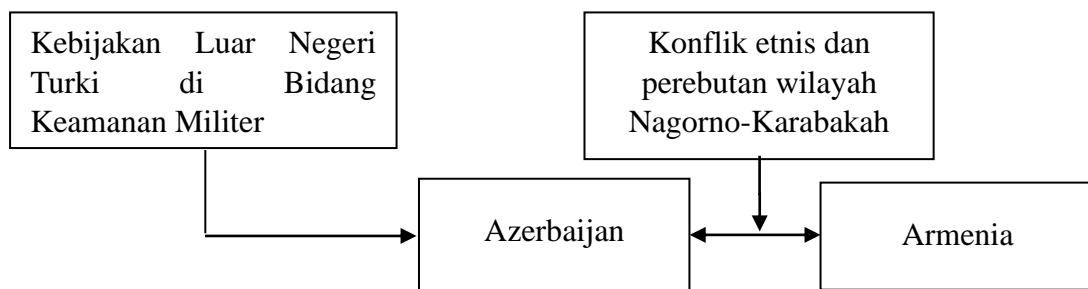 Kebijakan Luar Negeri
Turki di Bidang
Keamanan Militer
Konflik etnis dan
perebutan wilayah
Nagorno-Karabakah
Azerbaijan
Armenia